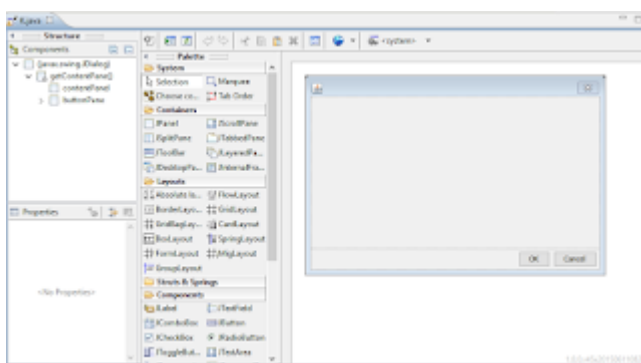 X.java
Structure
Components
(javax.swing.JDialog)
getContentPane()
contentPanel
buttonPane
Properties
<No Properties>
<system>
Palette
System
Selection Marquee
Choose co... Tab Order
Containers
JPanel JScrollPane
JSplitPane JTabbedPane
JToolBar JLayeredPa...
JDesktopPa... JInternalFra...
Layouts
Absolute la... FlowLayout
BorderLayo... GridLayout
GridBagLay... CardLayout
BoxLayout SpringLayout
FormLayout MigLayout
GroupLayout
Struts & Springs
Components
JLabel JTextField
JComboBox JButton
JCheckBox JRadioButton
JToggleBut... JTextArea
OK Cancel